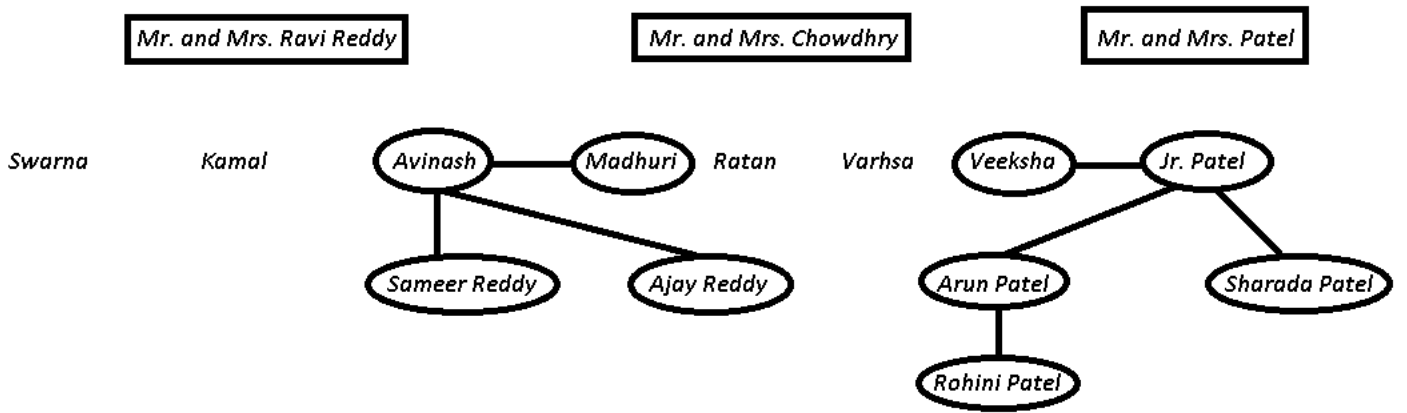 Mr. and Mrs. Ravi Reddy
Mr. and Mrs. Chowdhry
Mr. and Mrs. Patel
Swarna
Kamal
Avinash
Madhuri
Ratan
Varhsa
Veeksha
Jr. Patel
Sameer Reddy
Ajay Reddy
Arun Patel
Sharada Patel
Rohini Patel